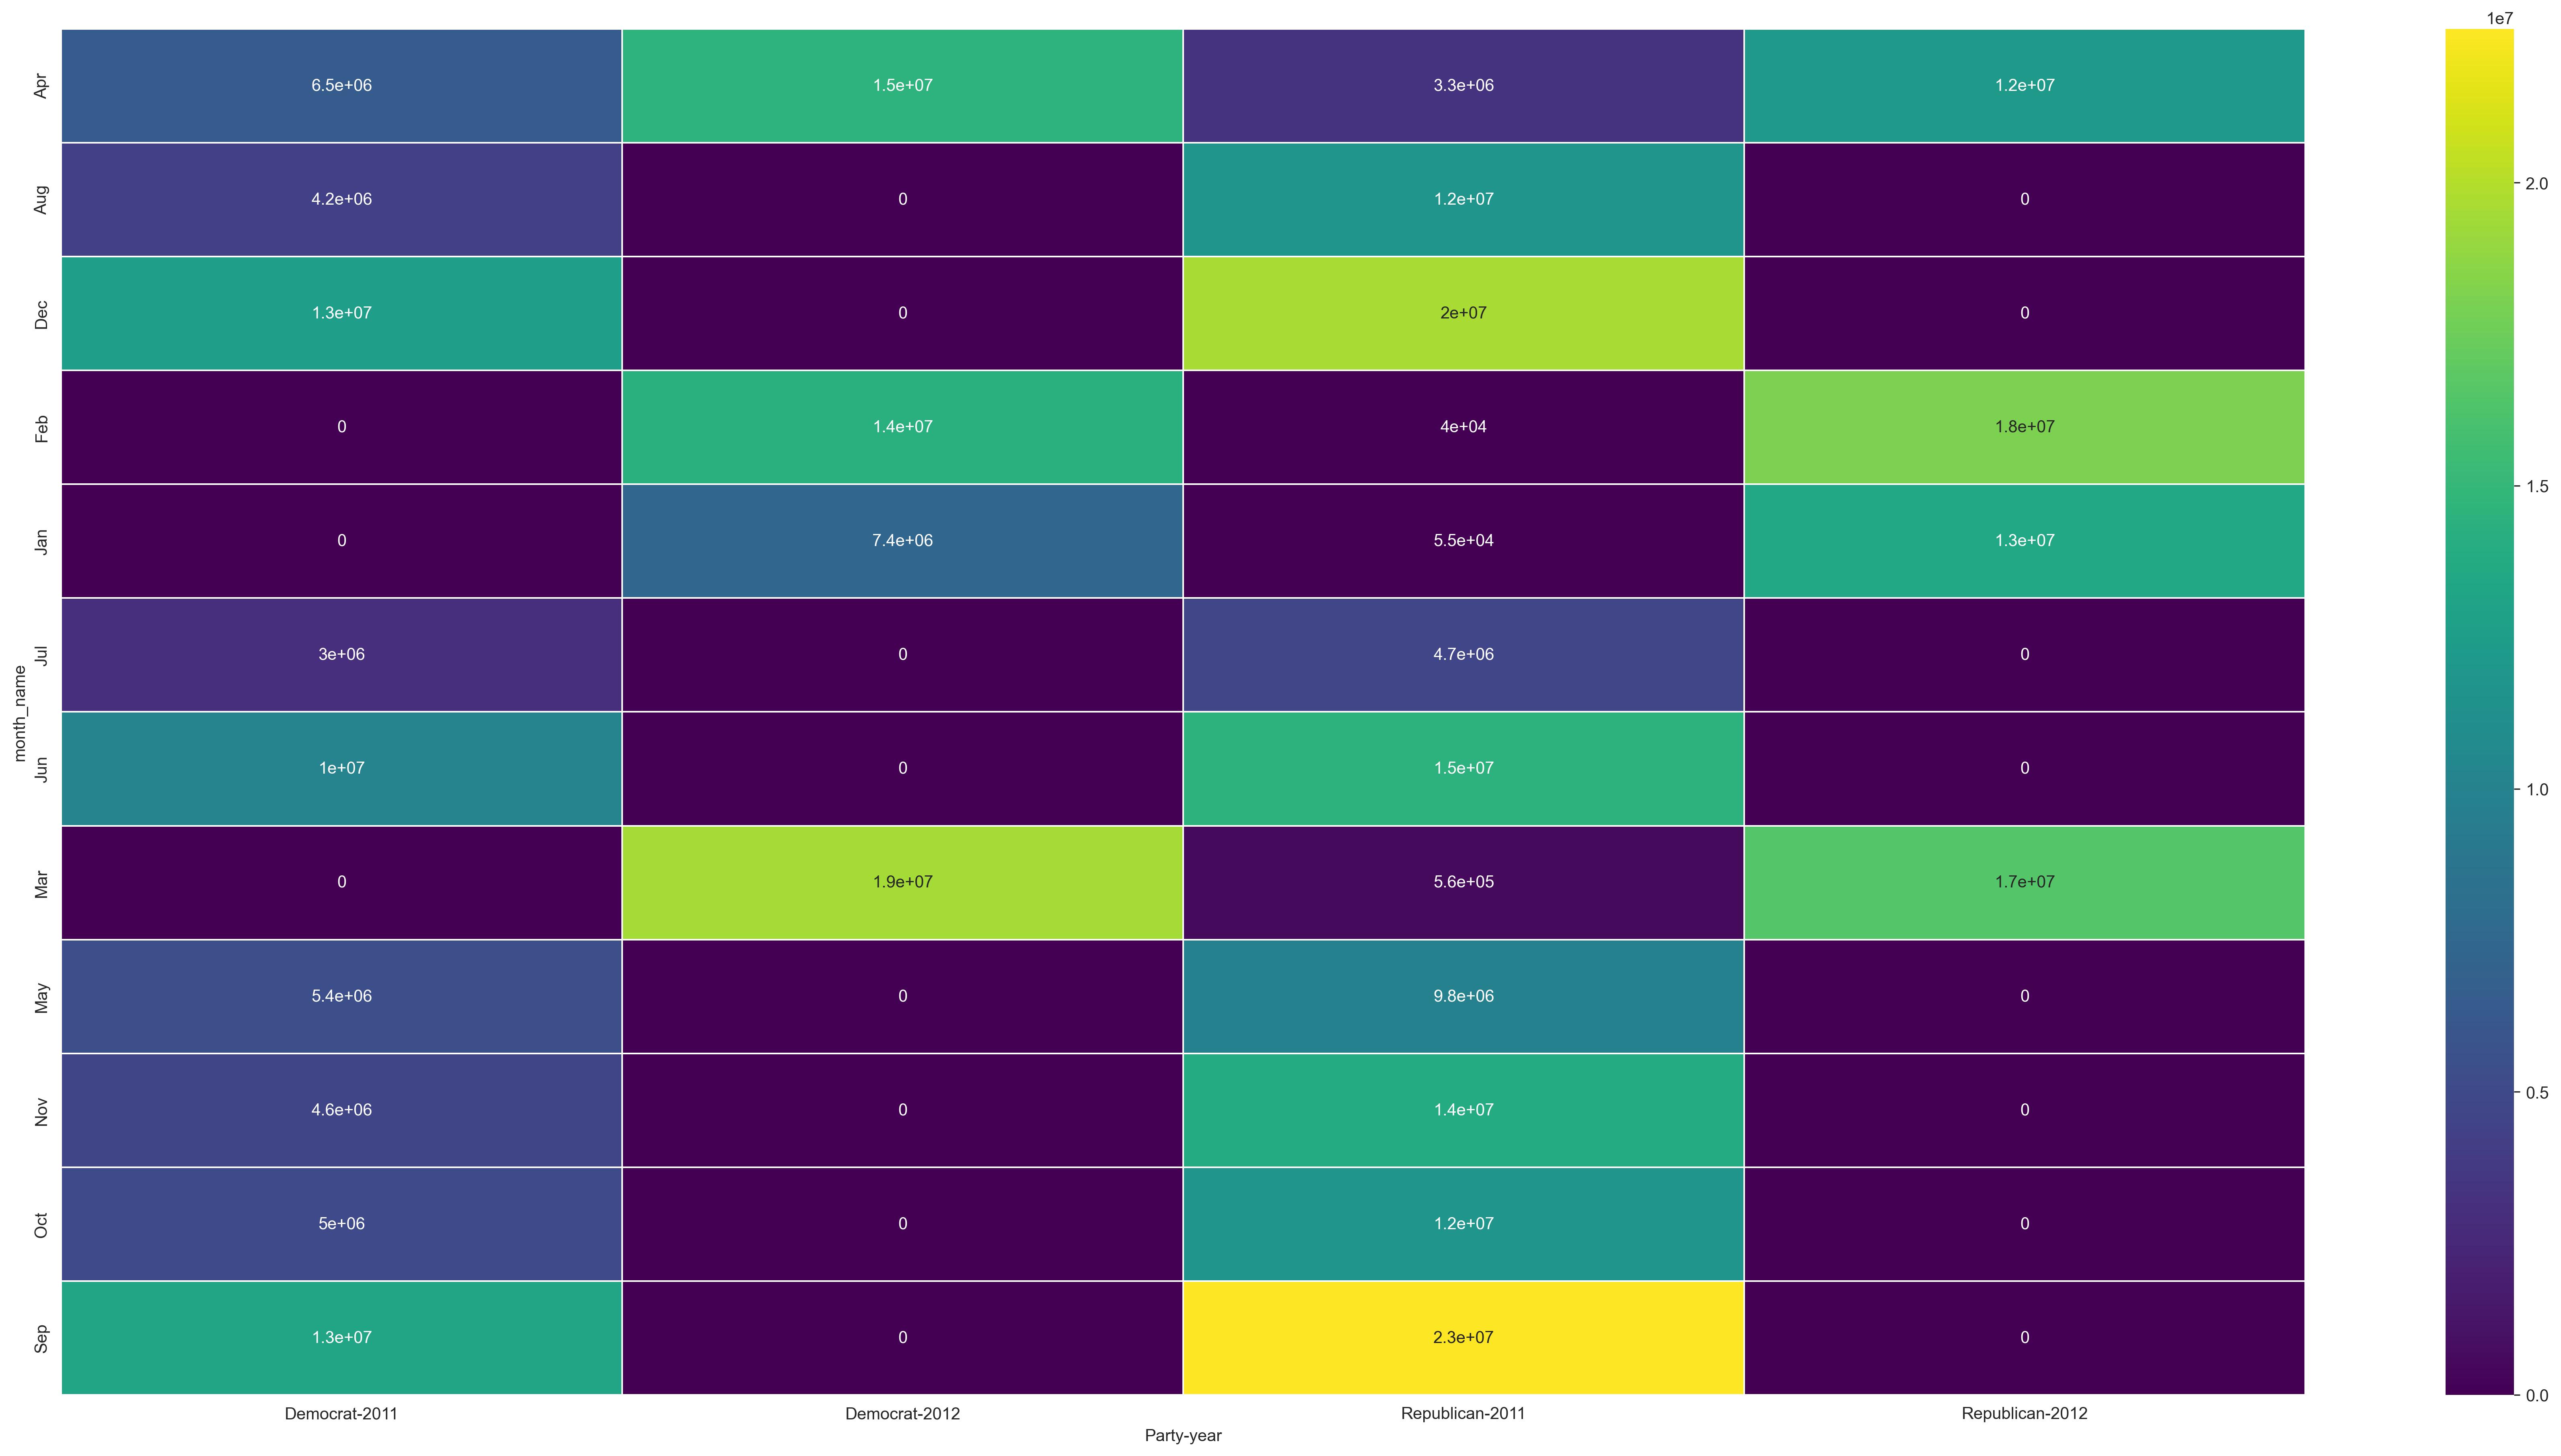 1e7
Apr 6.5e+06 1.5e+07 3.3e+06 1.2e+07
Aug 4.2e+06 0 1.2e+07 0
2.0
Dec 1.3e+07 0 2e+07 0
Feb 0 1.4e+07 4e+04 1.8e+07
1.5
Jan 0 7.4e+06 5.5e+04 1.3e+07
Jul 3e+06 0 4.7e+06 0
month_name
Jun 1e+07 0 1.5e+07 0
1.0
Mar 0 1.9e+07 5.6e+05 1.7e+07
May 5.4e+06 0 9.8e+06 0
Nov 4.6e+06 0 1.4e+07 0
0.5
Oct 5e+06 0 1.2e+07 0
Sep 1.3e+07 0 2.3e+07 0
0.0
Democrat-2011 Democrat-2012 Republican-2011 Republican-2012
Party-year